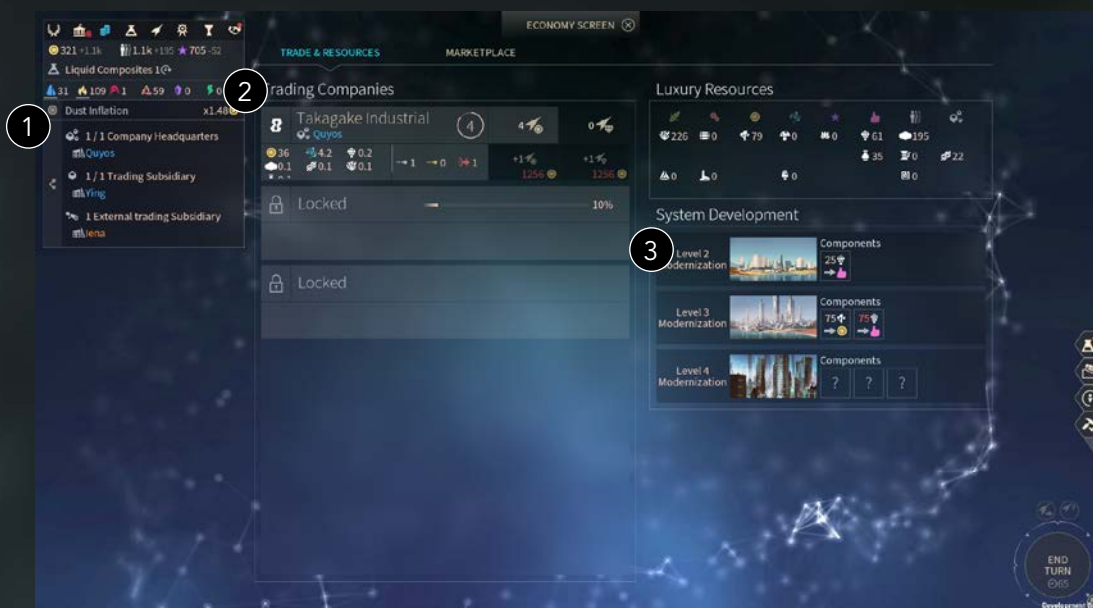 ECONOMY SCREEN
TRADE & RESOURCES MARKETPLACE
321 +1.1k 1.1k +195 705 -52
Liquid Composites 1
31 109 1 59 0 0
1
Dust Inflation x1.48
1 / 1 Company Headquarters
Quyos
1 / 1 Trading Subsidiary
Ying
1 External trading Subsidiary
Iena
2
Trading Companies
8 Takagake Industrial 4 4 0
Quyos
36 4.2 0.2 1 0 1 +1 +1
0.1 0.1 0.1 1256 1256
Locked 10%
Locked
Luxury Resources
226 0 79 0 0 61 195
35 0 22
0 0 0 0
System Development
3
Level 2 Modernization
Components
25
Level 3 Modernization
Components
75 75
Level 4 Modernization
Components
? ? ?
END
TURN
65